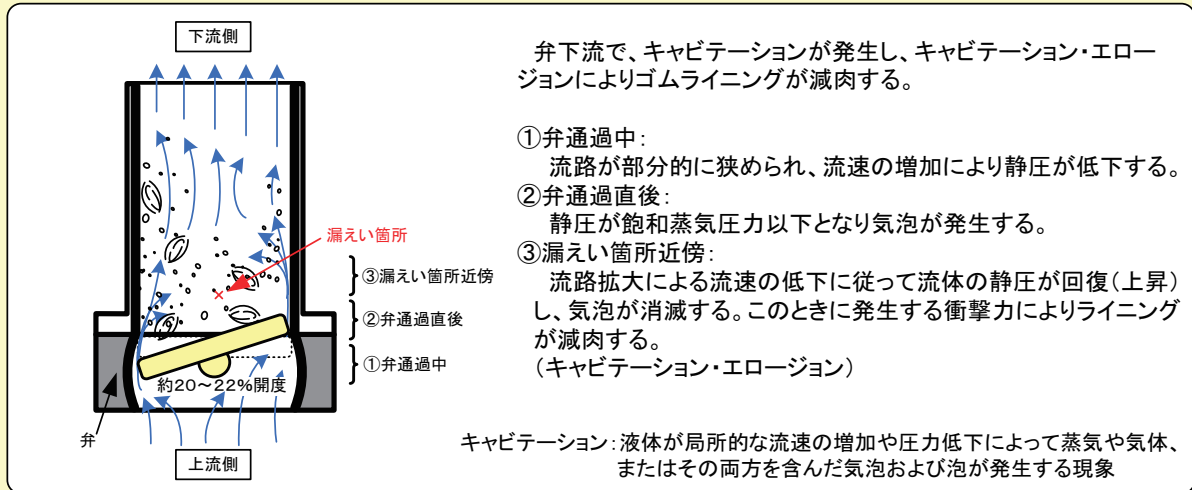 下流側
漏えい箇所
③漏えい箇所近傍
②弁通過直後
①弁通過中
約20～22%開度
弁
上流側
弁下流で、キャビテーションが発生し、キャビテーション・エロー
ジョンによりゴムライニングが減肉する。
①弁通過中：
流路が部分的に狭められ、流速の増加により静圧が低下する。
②弁通過直後：
静圧が飽和蒸気圧力以下となり気泡が発生する。
③漏えい箇所近傍：
流路拡大による流速の低下に従って流体の静圧が回復（上昇）
し、気泡が消滅する。このときに発生する衝撃力によりライニング
が減肉する。
（キャビテーション・エロージョン）
キャビテーション：液体が局所的な流速の増加や圧力低下によって蒸気や気体、
またはその両方を含んだ気泡および泡が発生する現象